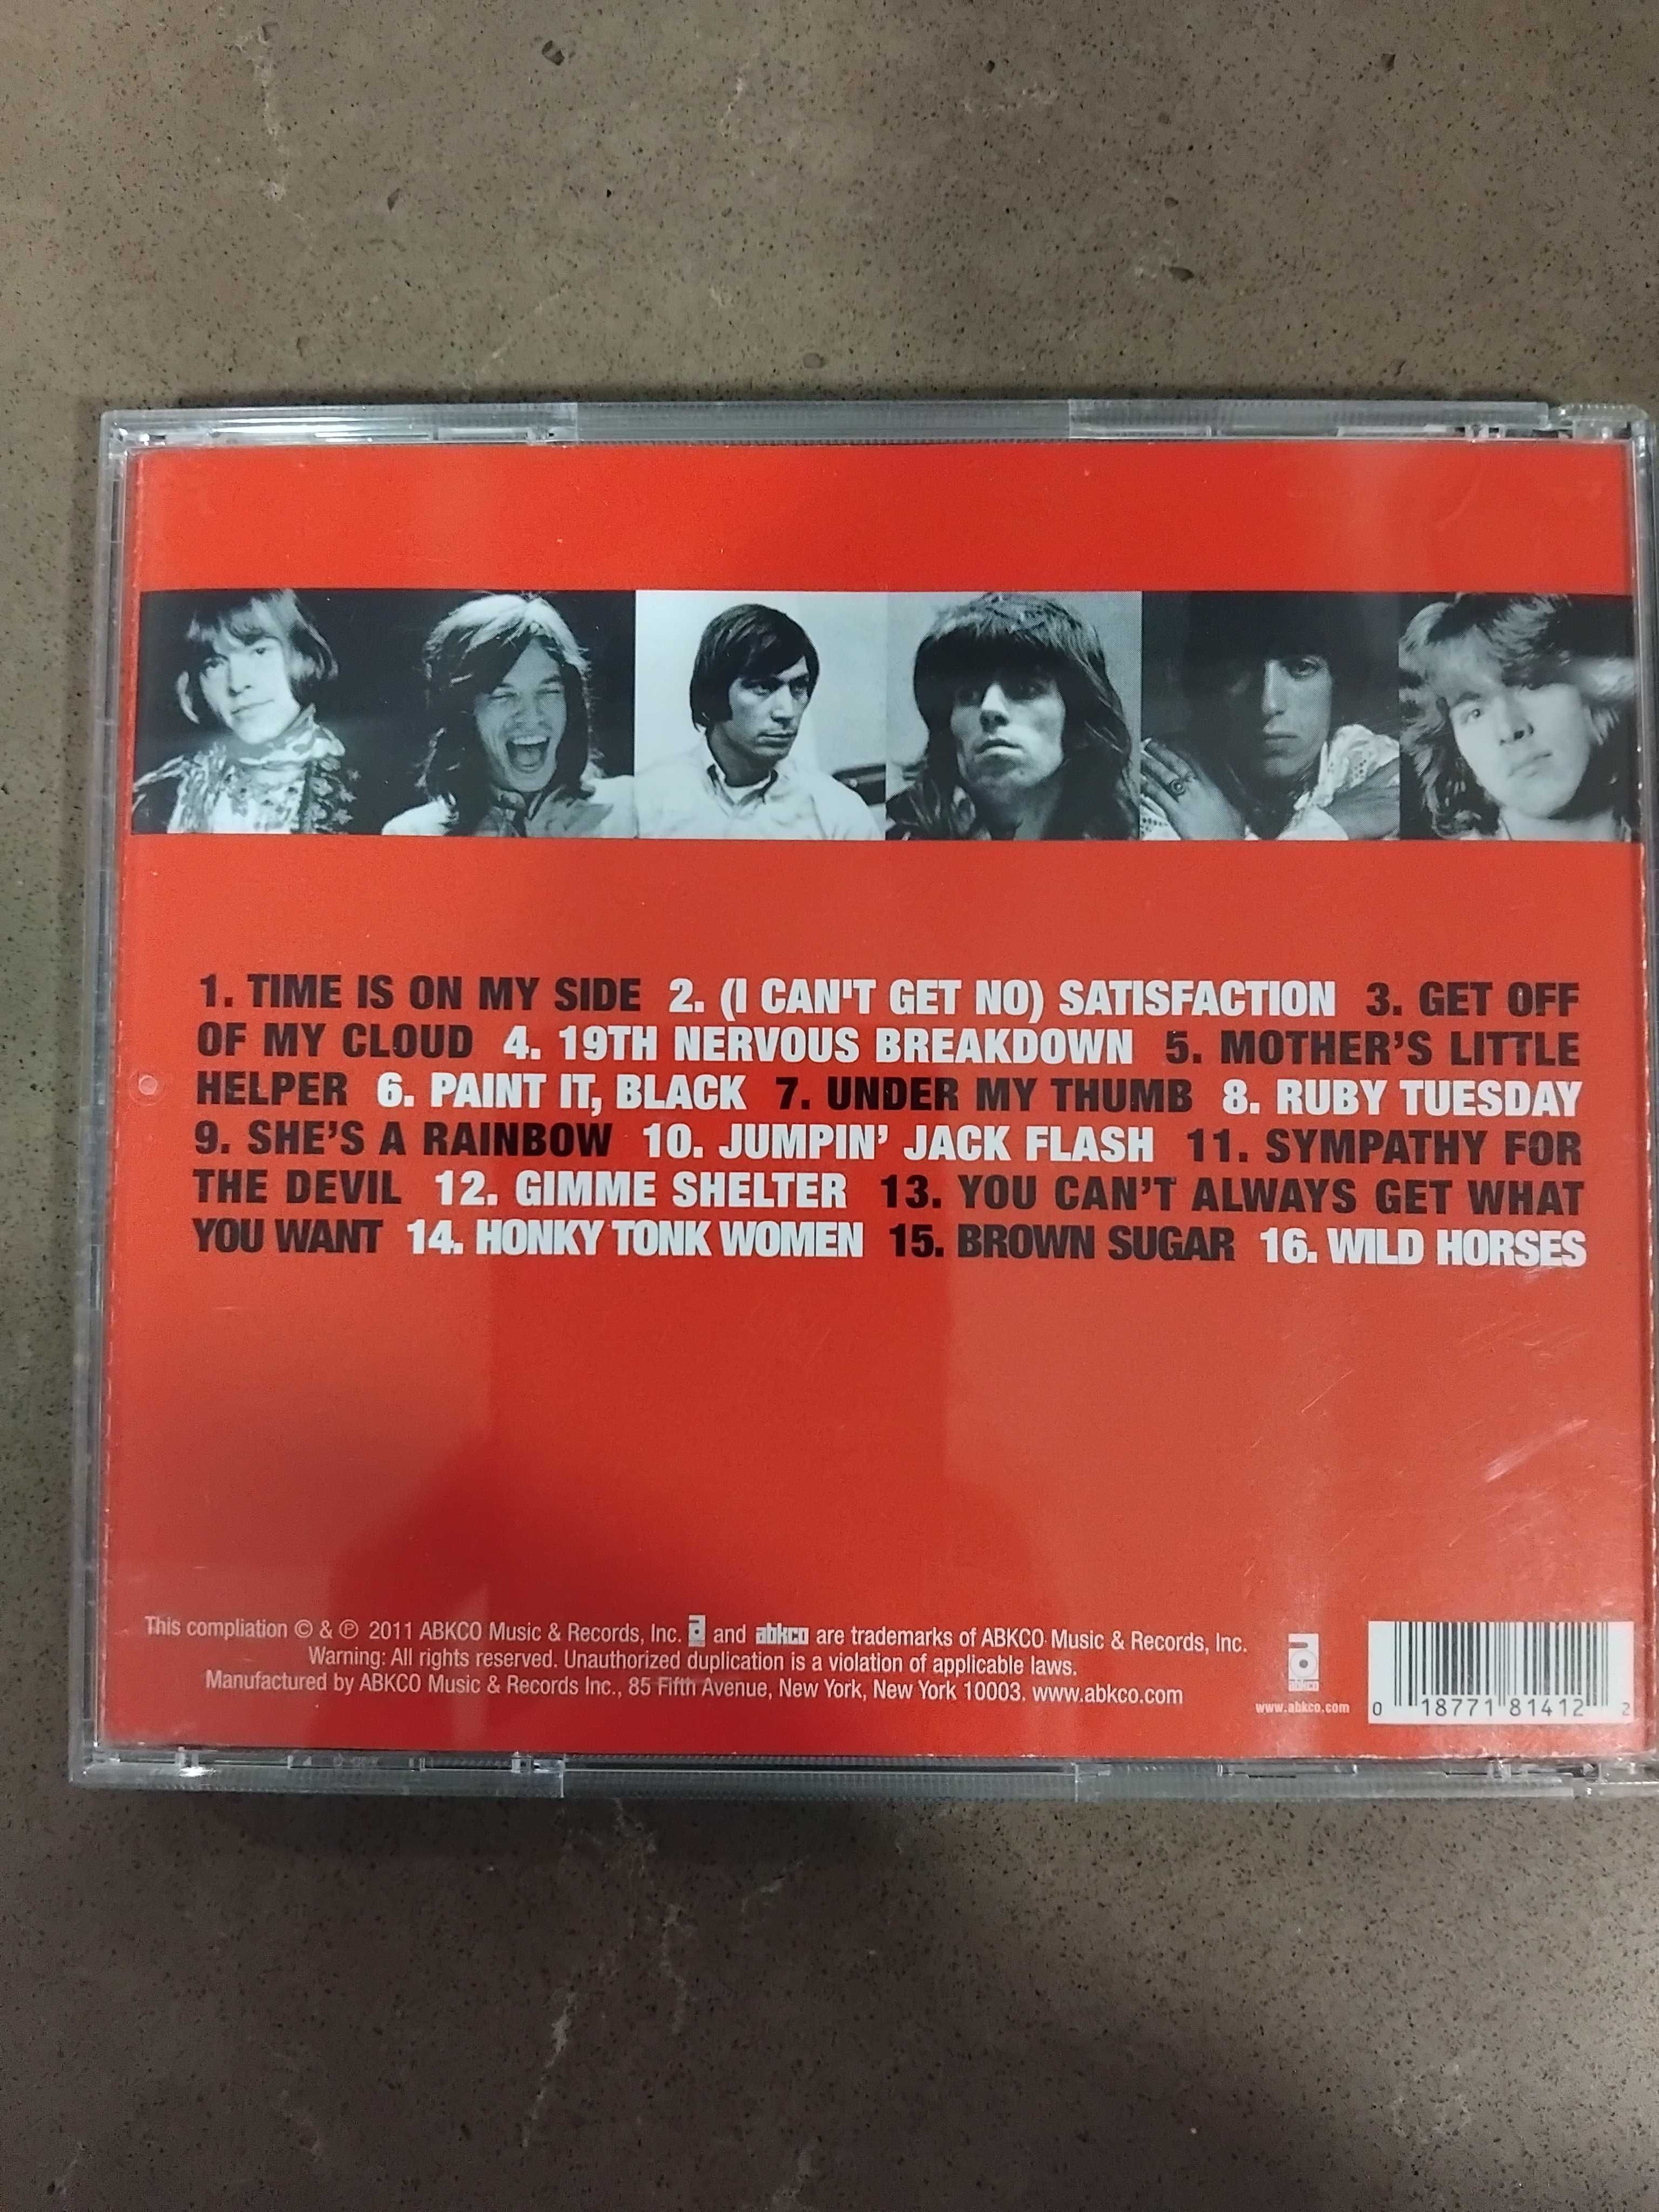 1. TIME IS ON MY SIDE 2. (I CAN'T GET NO) SATISFACTION 3. GET OFF
OF MY CLOUD 4. 19TH NERVOUS BREAKDOWN 5. MOTHER'S LITTLE
HELPER 6. PAINT IT, BLACK 7. UNDER MY THUMB 8. RUBY TUESDAY
9. SHE'S A RAINBOW 10. JUMPIN' JACK FLASH 11. SYMPATHY FOR
THE DEVIL 12. GIMME SHELTER 13. YOU CAN'T ALWAYS GET WHAT
YOU WANT 14. HONKY TONK WOMEN 15. BROWN SUGAR 16. WILD HORSES
This compliation © & ℗ 2011 ABKCO Music & Records, Inc. a and abkco are trademarks of ABKCO Music & Records, Inc.
Warning: All rights reserved. Unauthorized duplication is a violation of applicable laws.
Manufactured by ABKCO Music & Records Inc., 85 Fifth Avenue, New York, New York 10003. www.abkco.com
a
abkco
www.abkco.com
0 18771 81412 2